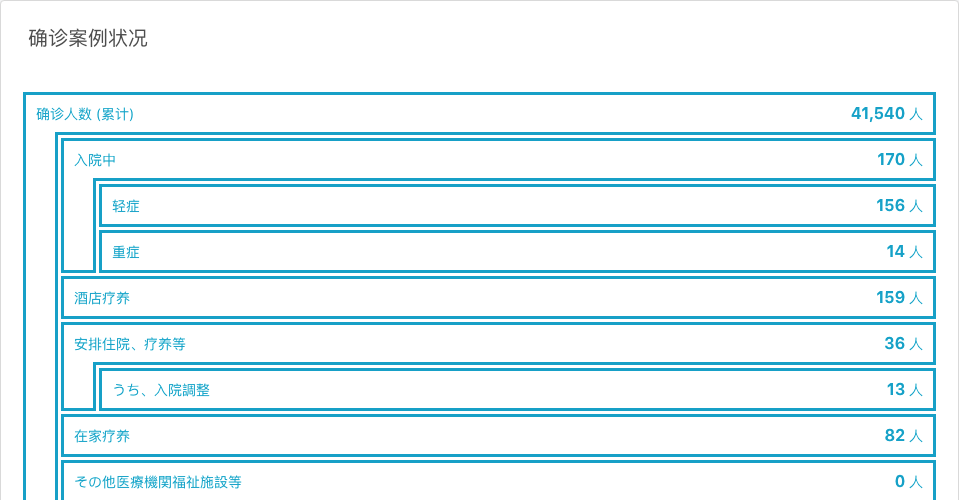 确诊案例状况
确诊人数 (累计) 41,540 人
入院中 170 人
轻症 156 人
重症 14 人
酒店疗养 159 人
安排住院、疗养等 36 人
うち、入院調整 13 人
在家疗养 82 人
その他医療機関福祉施設等 0 人